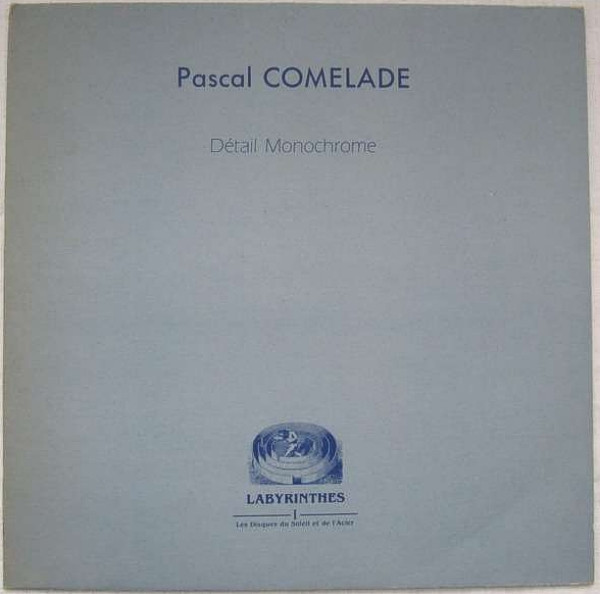 Pascal COMELADE
Détail Monochrome
LABYRINTHES
I
Les Disques du Soleil et de l'Acier